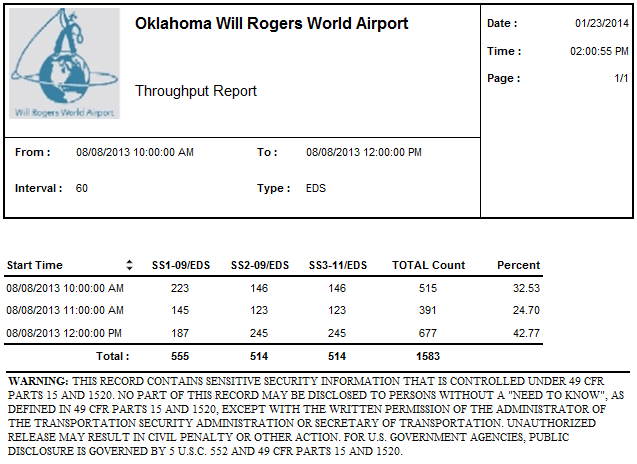 Will Rogers World Airport
Oklahoma Will Rogers World Airport
Throughput Report
Date : 01/23/2014
Time : 02:00:55 PM
Page : 1/1
From : 08/08/2013 10:00:00 AM To : 08/08/2013 12:00:00 PM
Interval : 60 Type : EDS
Start Time SS1-09/EDS SS2-09/EDS SS3-11/EDS TOTAL Count Percent
08/08/2013 10:00:00 AM 223 146 146 515 32.53
08/08/2013 11:00:00 AM 145 123 123 391 24.70
08/08/2013 12:00:00 PM 187 245 245 677 42.77
Total : 555 514 514 1583
WARNING: THIS RECORD CONTAINS SENSITIVE SECURITY INFORMATION THAT IS CONTROLLED UNDER 49 CFR
PARTS 15 AND 1520. NO PART OF THIS RECORD MAY BE DISCLOSED TO PERSONS WITHOUT A "NEED TO KNOW", AS
DEFINED IN 49 CFR PARTS 15 AND 1520, EXCEPT WITH THE WRITTEN PERMISSION OF THE ADMINISTRATOR OF
THE TRANSPORTATION SECURITY ADMINISTRATION OR SECRETARY OF TRANSPORTATION. UNAUTHORIZED
RELEASE MAY RESULT IN CIVIL PENALTY OR OTHER ACTION. FOR U.S. GOVERNMENT AGENCIES, PUBLIC
DISCLOSURE IS GOVERNED BY 5 U.S.C. 552 AND 49 CFR PARTS 15 AND 1520.